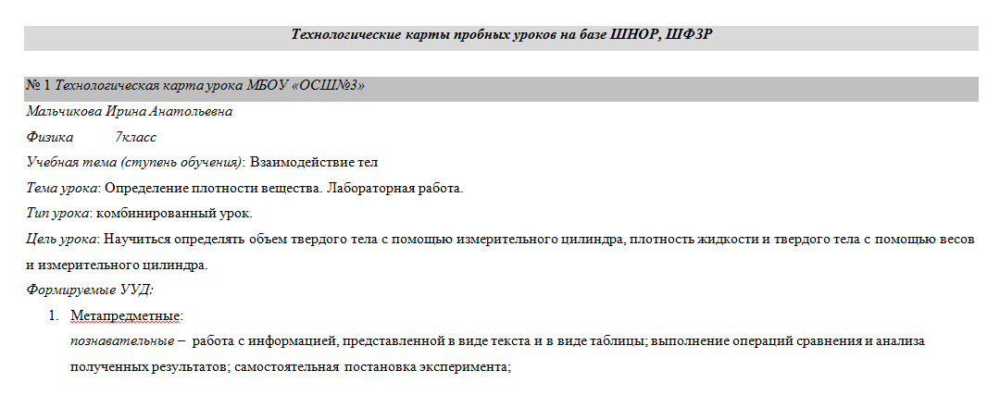 Технологические карты пробных уроков на базе ШНОР, ШФЗР
№ 1 Технологическая карта урока МБОУ «ОСШ№3»
Мальчикова Ирина Анатольевна
Физика 7класс
Учебная тема (ступень обучения): Взаимодействие тел
Тема урока: Определение плотности вещества. Лабораторная работа.
Тип урока: комбинированный урок.
Цель урока: Научиться определять объем твердого тела с помощью измерительного цилиндра, плотность жидкости и твердого тела с помощью весов
и измерительного цилиндра.
Формируемые УУД:
1. Метапредметные:
познавательные – работа с информацией, представленной в виде текста и в виде таблицы; выполнение операций сравнения и анализа
полученных результатов; самостоятельная постановка эксперимента;